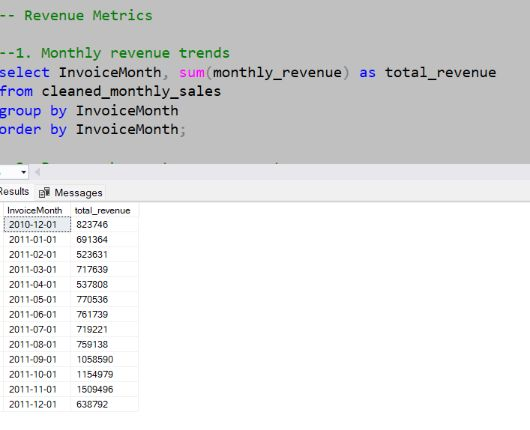 -- Revenue Metrics
--1. Monthly revenue trends
select InvoiceMonth, sum(monthly_revenue) as total_revenue
from cleaned_monthly_sales
group by InvoiceMonth
order by InvoiceMonth;
Results Messages
InvoiceMonth total_revenue
2010-12-01 823746
2011-01-01 691364
2011-02-01 523631
2011-03-01 717639
2011-04-01 537808
2011-05-01 770536
2011-06-01 761739
2011-07-01 719221
2011-08-01 759138
2011-09-01 1058590
2011-10-01 1154979
2011-11-01 1509496
2011-12-01 638792